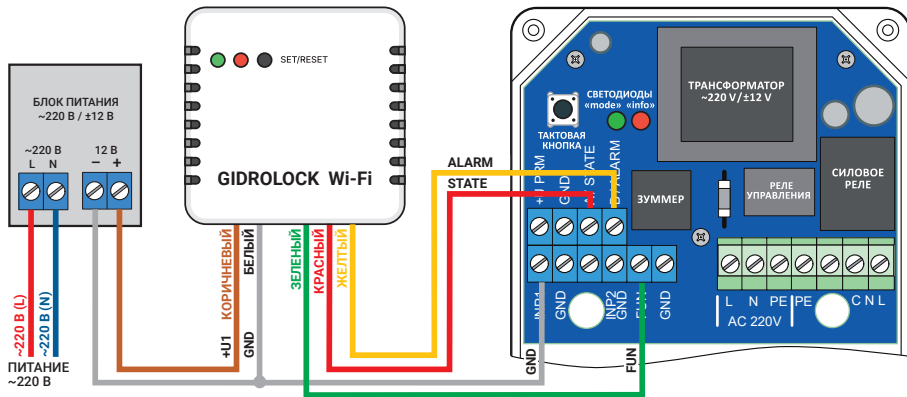 БЛОК ПИТАНИЯ
~220 В / ±12 В
~220 В
12 В
L
N
−
+
~220 В (L)
~220 В (N)
ПИТАНИЕ
~220 В
SET/RESET
GIDROLOCK Wi-Fi
КОРИЧНЕВЫЙ
БЕЛЫЙ
ЗЕЛЕНЫЙ
КРАСНЫЙ
ЖЕЛТЫЙ
+U1
GND
ALARM
STATE
GND
FUN
ТАКТОВАЯ
КНОПКА
СВЕТОДИОДЫ
«mode» «info»
ТРАНСФОРМАТОР
~220 V/±12 V
ЗУММЕР
РЕЛЕ
УПРАВЛЕНИЯ
СИЛОВОЕ
РЕЛЕ
GND
STATE
ALARM
INP1
GND
INP2
GND
FUN
GND
L N PE PE C N L
AC 220V